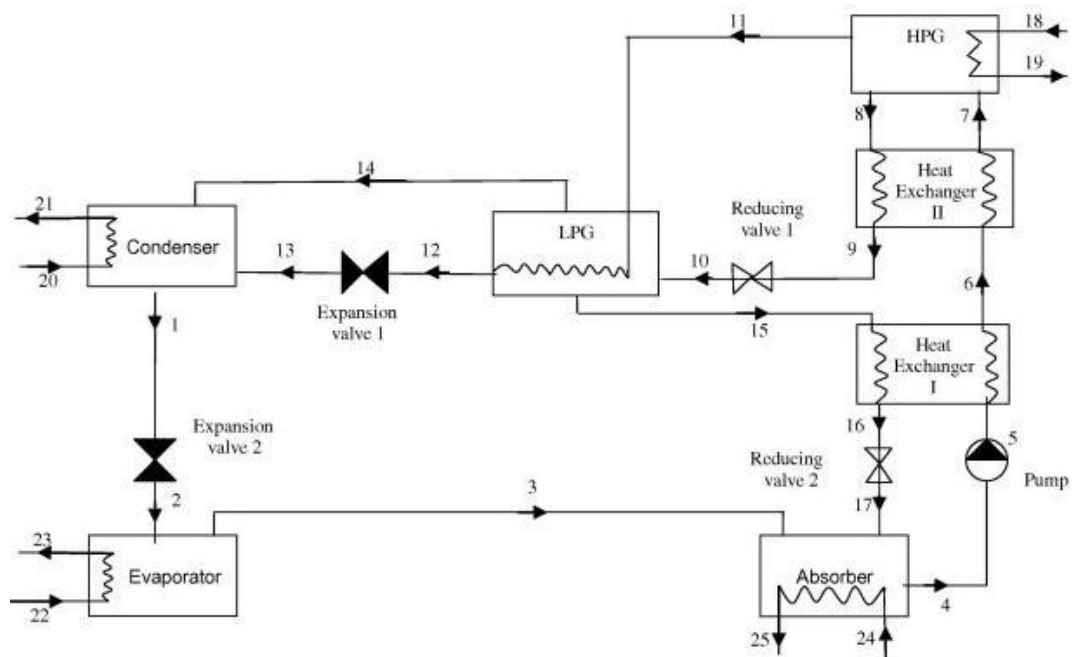 11
18
HPG
19
8
7
14
Heat
Exchanger
II
21
Condenser
20
13
12
LPG
Reducing
valve 1
10
9
6
Expansion
valve 1
15
Heat
Exchanger
I
1
Expansion
valve 2
16
5
Reducing
valve 2
Pump
2
3
17
23
Evaporator
22
Absorber
4
25
24